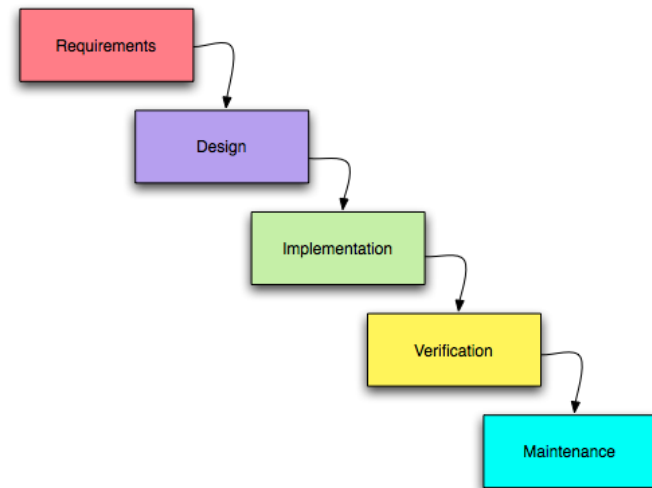 Requirements
Design
Implementation
Verification
Maintenance